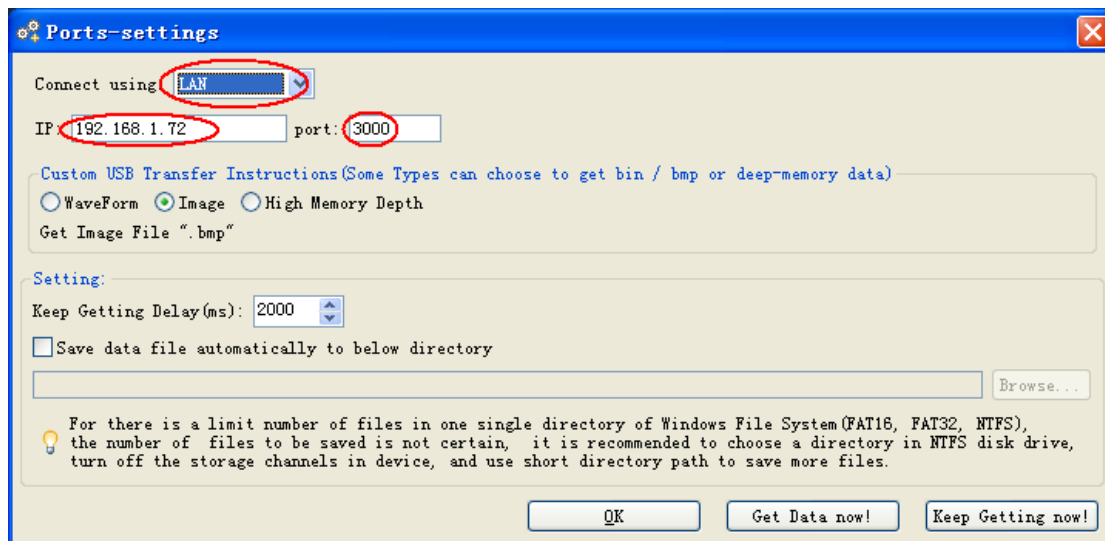 Ports-settings
Connect using LAN
IP: 192.168.1.72 port: 3000
Custom USB Transfer Instructions(Some Types can choose to get bin / bmp or deep-memory data)
WaveForm Image High Memory Depth
Get Image File ".bmp"
Setting:
Keep Getting Delay(ms): 2000
Save data file automatically to below directory
Browse...
For there is a limit number of files in one single directory of Windows File System(FAT16, FAT32, NTFS),
the number of files to be saved is not certain, it is recommended to choose a directory in NTFS disk drive,
turn off the storage channels in device, and use short directory path to save more files.
OK Get Data now! Keep Getting now!